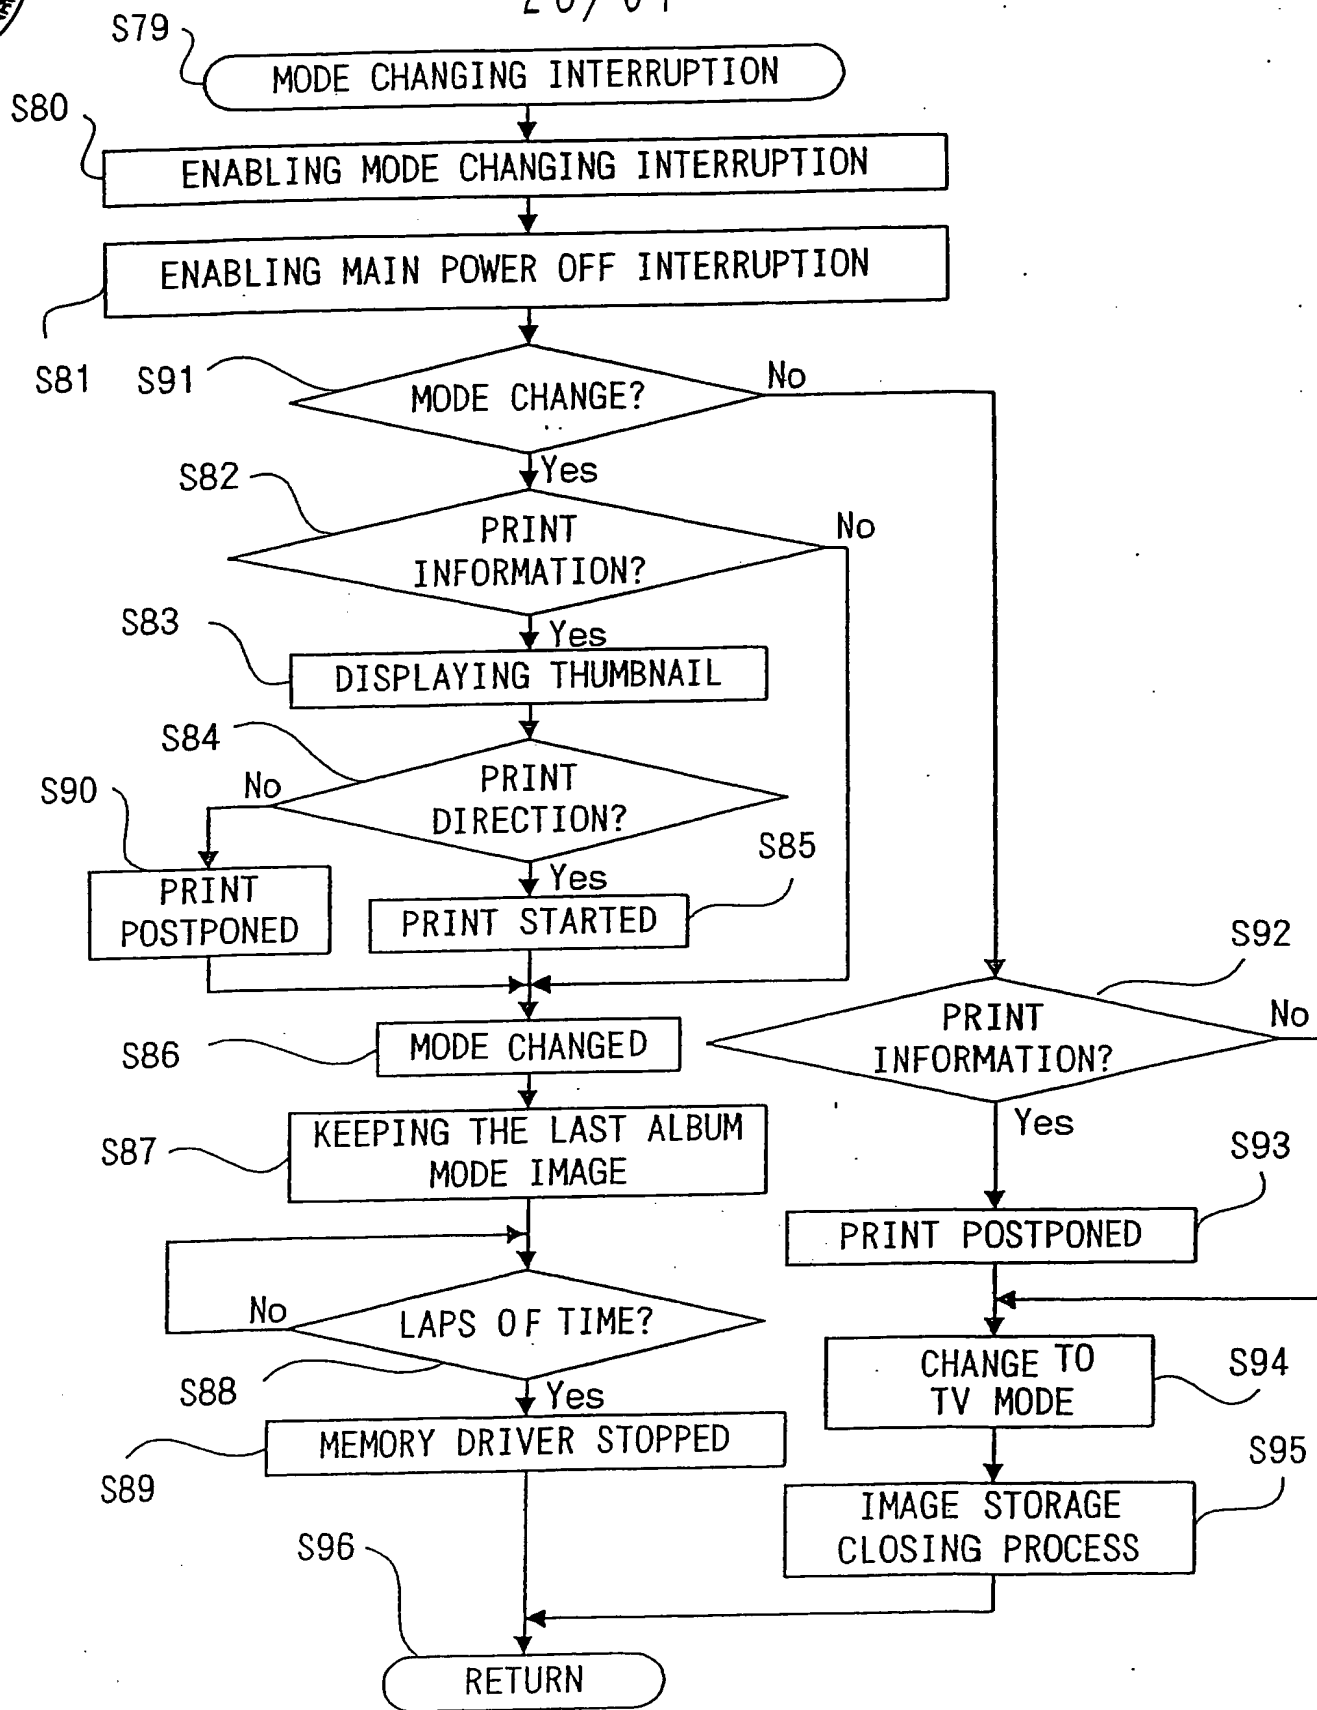 S79
MODE CHANGING INTERRUPTION
S80
ENABLING MODE CHANGING INTERRUPTION
ENABLING MAIN POWER OFF INTERRUPTION
S81
S91
MODE CHANGE?
No
Yes
S82
PRINT
INFORMATION?
No
Yes
S83
DISPLAYING THUMBNAIL
S84
PRINT
DIRECTION?
No
S90
PRINT
POSTPONED
Yes
S85
PRINT STARTED
S86
MODE CHANGED
S87
KEEPING THE LAST ALBUM
MODE IMAGE
LAPS OF TIME?
No
S88
Yes
MEMORY DRIVER STOPPED
S89
S92
PRINT
INFORMATION?
No
Yes
S93
PRINT POSTPONED
CHANGE TO
TV MODE
S94
S95
IMAGE STORAGE
CLOSING PROCESS
S96
RETURN